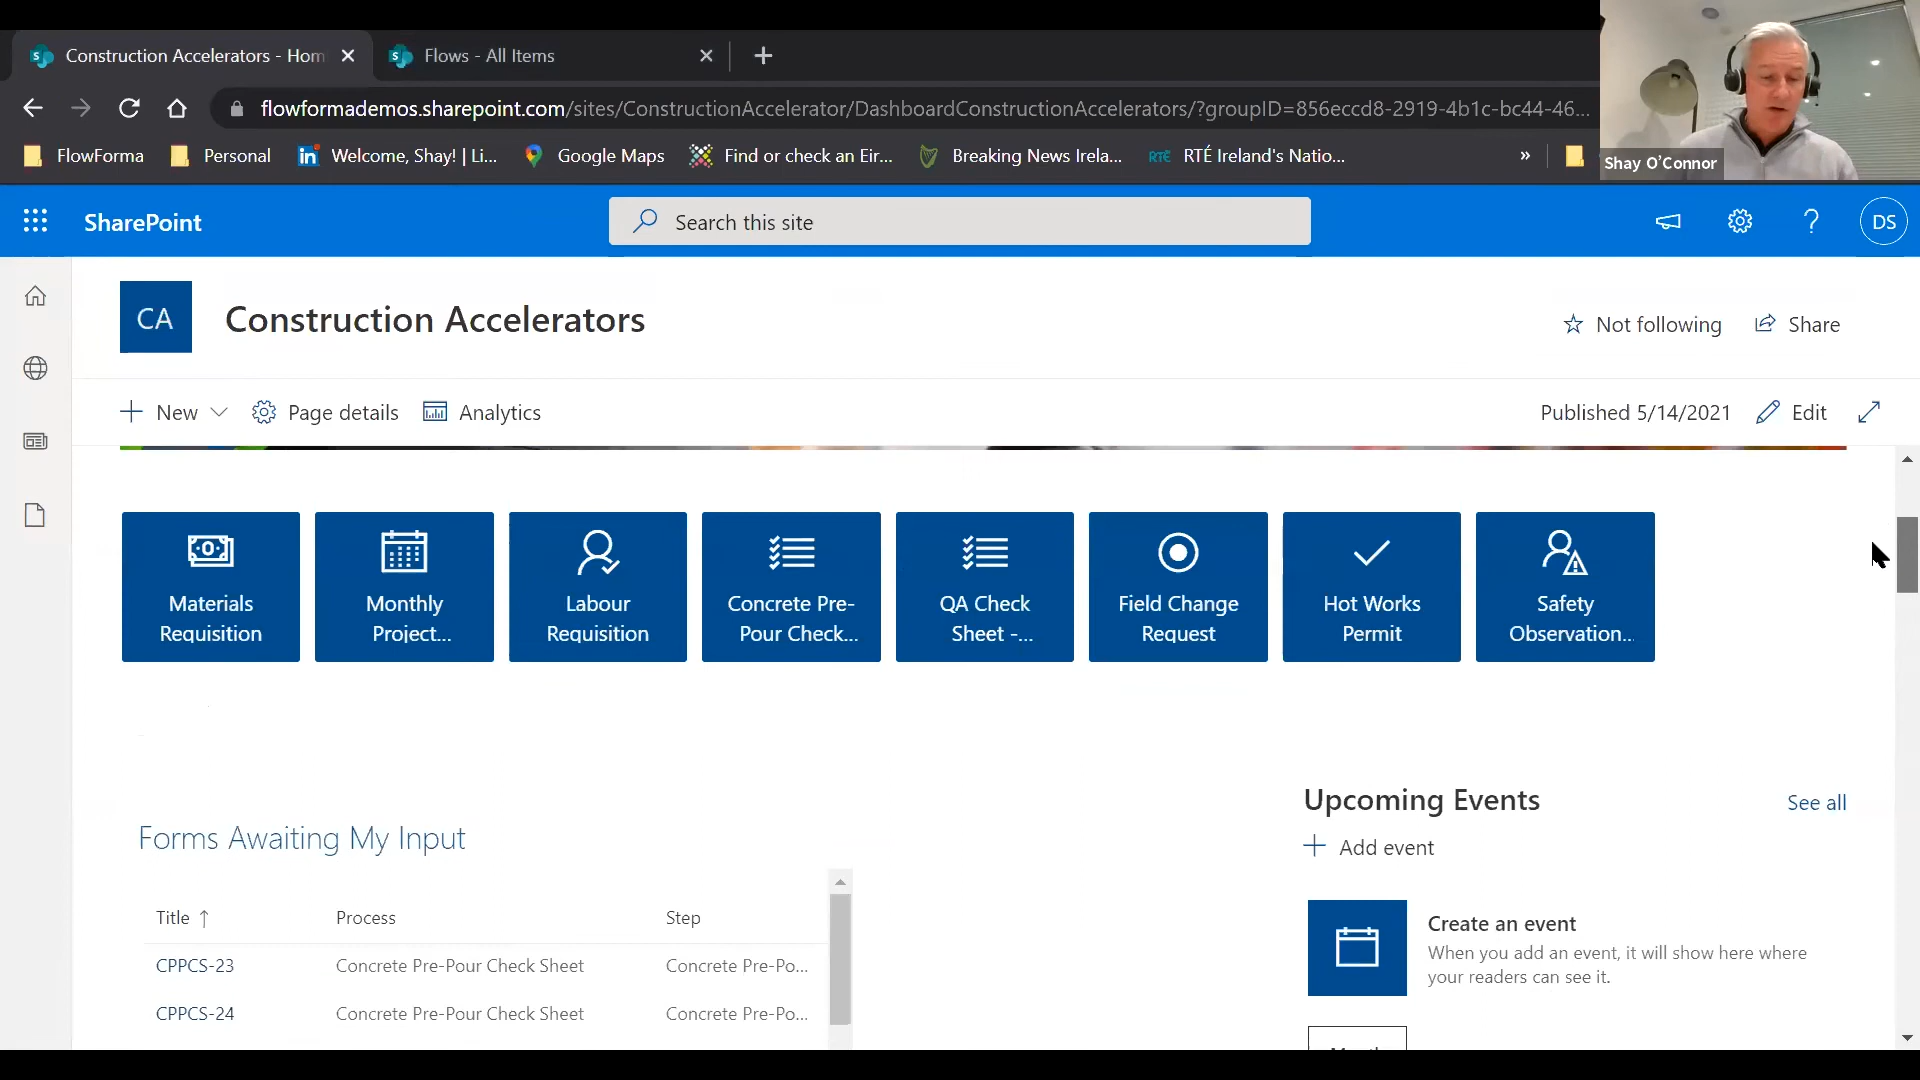 Construction Accelerators - Hom
Flows - All Items
flowformademos.sharepoint.com/sites/ConstructionAccelerator/DashboardConstructionAccelerators/?groupID=856eccd8-2919-4b1c-bc44-46...
FlowForma
Personal
Welcome, Shay! | Li...
Google Maps
Find or check an Eir...
Breaking News Irela...
RTÉ
RTÉ Ireland's Natio...
»
Shay O'Connor
SharePoint
Search this site
DS
CA
Construction Accelerators
Not following
Share
New
Page details
Analytics
Published 5/14/2021
Edit
Materials
Requisition
Monthly
Project...
Labour
Requisition
Concrete Pre-
Pour Check...
QA Check
Sheet -...
Field Change
Request
Hot Works
Permit
Safety
Observation...
Forms Awaiting My Input
Title ↑
Process
Step
CPPCS-23
Concrete Pre-Pour Check Sheet
Concrete Pre-Po...
CPPCS-24
Concrete Pre-Pour Check Sheet
Concrete Pre-Po...
Upcoming Events
See all
Add event
Create an event
When you add an event, it will show here where
your readers can see it.